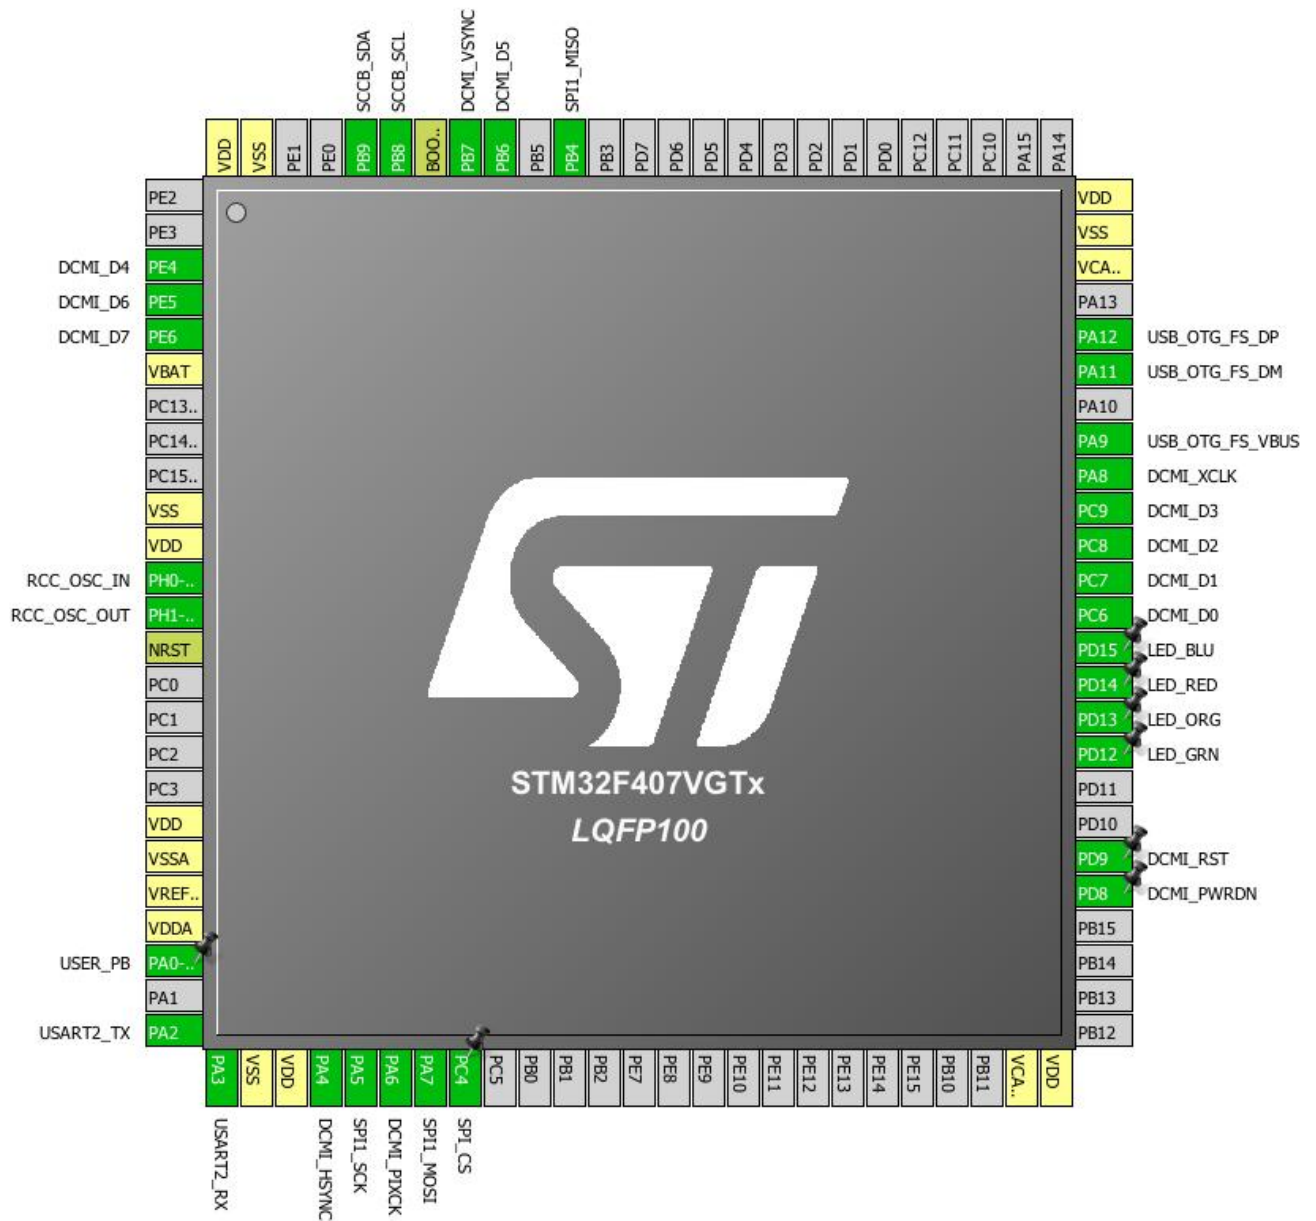 SCCB_SDA
SCCB_SCL
DCMI_VSYNC
DCMI_D5
SPI1_MISO
VDD
VSS
PE1
PE0
PB9
PB8
BOO..
PB7
PB6
PB5
PB4
PB3
PD7
PD6
PD5
PD4
PD3
PD2
PD1
PD0
PC12
PC11
PC10
PA15
PA14
PE2
PE3
DCMI_D4 PE4
DCMI_D6 PE5
DCMI_D7 PE6
VBAT
PC13..
PC14..
PC15..
VSS
VDD
RCC_OSC_IN PH0-..
RCC_OSC_OUT PH1-..
NRST
PC0
PC1
PC2
PC3
VDD
VSSA
VREF..
VDDA
USER_PB PA0-..
PA1
USART2_TX PA2
STM32F407VGTx
LQFP100
VDD
VSS
VCA..
PA13
PA12 USB_OTG_FS_DP
PA11 USB_OTG_FS_DM
PA10
PA9 USB_OTG_FS_VBUS
PA8 DCMI_XCLK
PC9 DCMI_D3
PC8 DCMI_D2
PC7 DCMI_D1
PC6 DCMI_D0
PD15 LED_BLU
PD14 LED_RED
PD13 LED_ORG
PD12 LED_GRN
PD11
PD10
PD9 DCMI_RST
PD8 DCMI_PWRDN
PB15
PB14
PB13
PB12
PA3
VSS
VDD
PA4
PA5
PA6
PA7
PC4
PC5
PB0
PB1
PB2
PE7
PE8
PE9
PE10
PE11
PE12
PE13
PE14
PE15
PB10
PB11
VCA..
VDD
USART2_RX
DCMI_HSYNC
SPI1_SCK
DCMI_PIXCK
SPI1_MOSI
SPI_CS